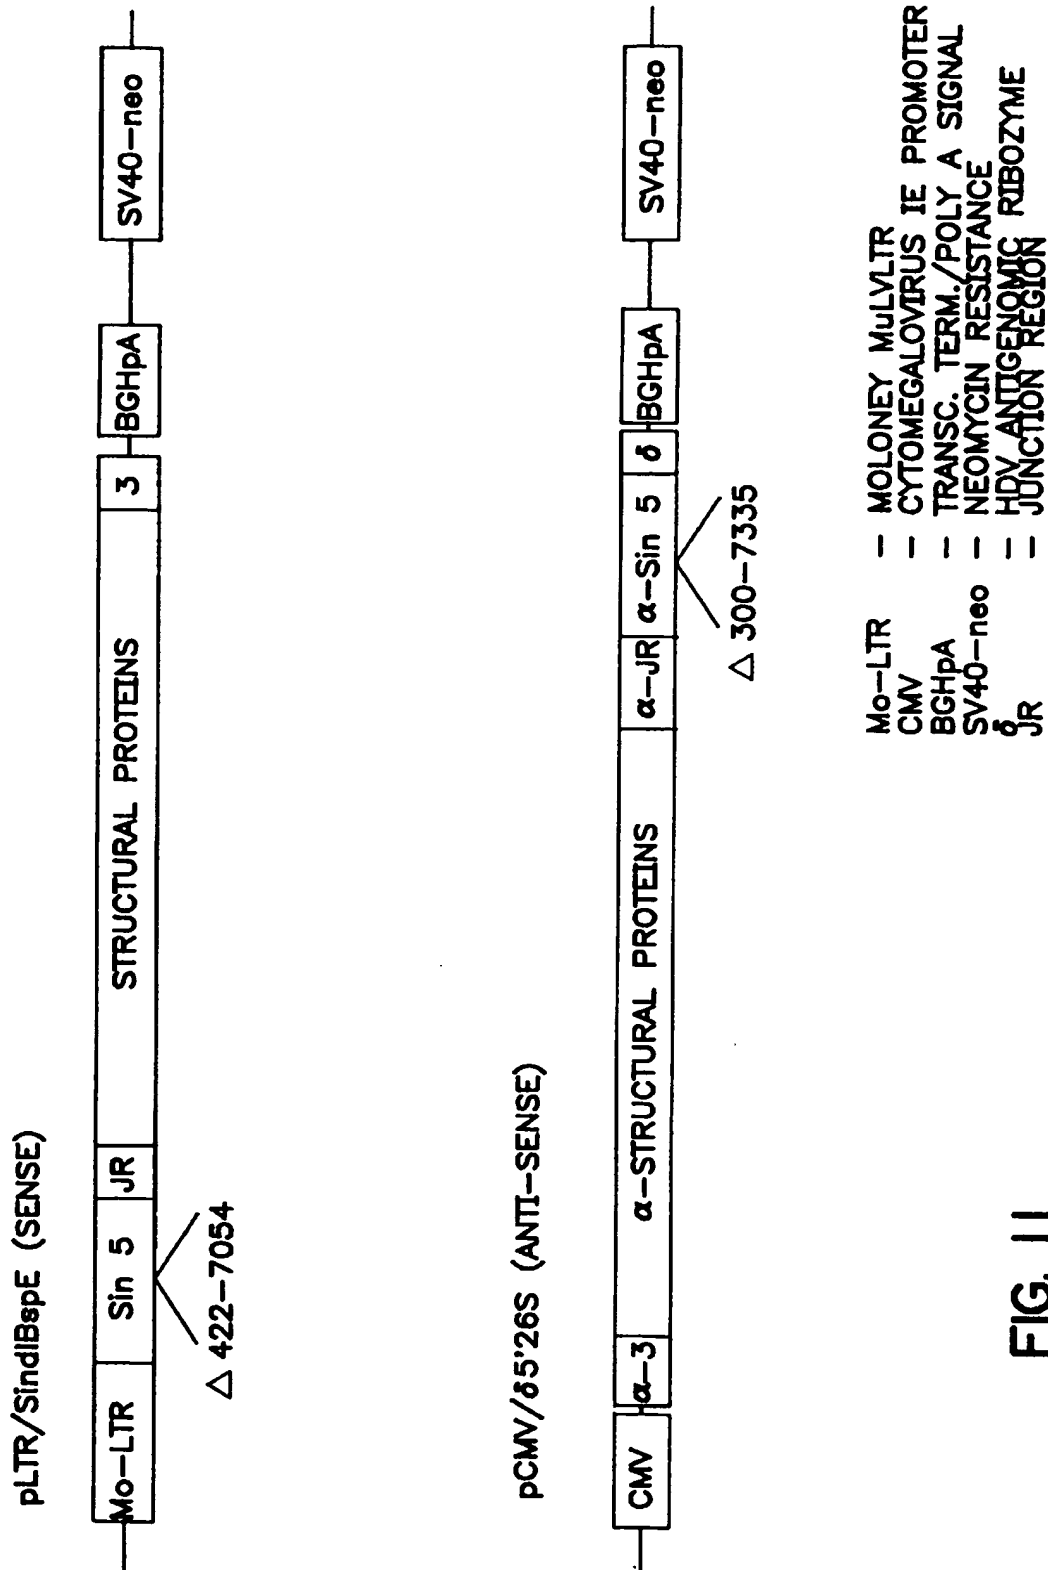 pLTR/SindlBspE (SENSE)
Mo-LTR Sin 5 JR STRUCTURAL PROTEINS 3 BGHpA SV40-neo
△ 422-7054
pCMV/δ5'26S (ANTI-SENSE)
CMV α-3 α-STRUCTURAL PROTEINS α-JR α-Sin 5 δ BGHpA SV40-neo
△ 300-7335
Mo-LTR - MOLONEY MuLVLTR
CMV - CYTOMEGALOVIRUS IE PROMOTER
BGHpA - TRANSC. TERM./POLY A SIGNAL
SV40-neo - NEOMYCIN RESISTANCE
δ - HDV ANTIGENOMIC RIBOZYME
JR - JUNCTION REGION
FIG. 11